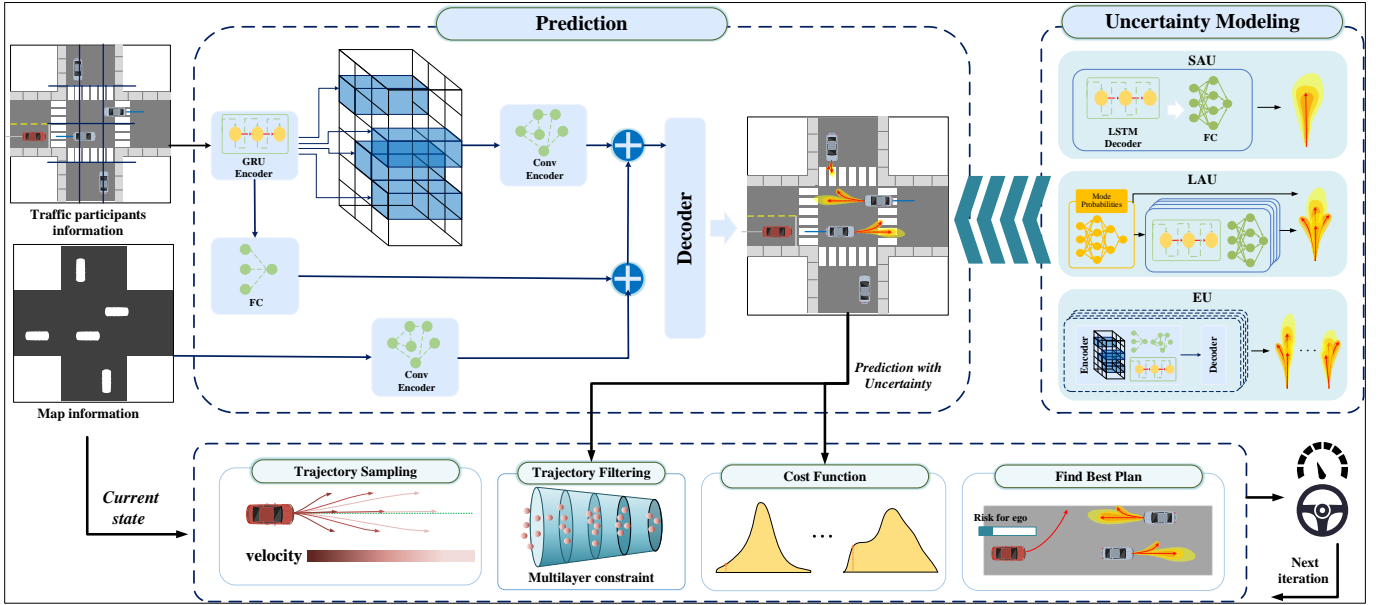 Prediction
Uncertainty Modeling
Traffic participants
information
Map information
GRU
Encoder
FC
Conv
Encoder
Conv
Encoder
Decoder
Prediction with
Uncertainty
SAU
LSTM
Decoder
FC
LAU
Mode
Probabilities
EU
Encoder
Decoder
Current
state
Trajectory Sampling
velocity
Trajectory Filtering
Multilayer constraint
Cost Function
Find Best Plan
Risk for ego
Next
iteration